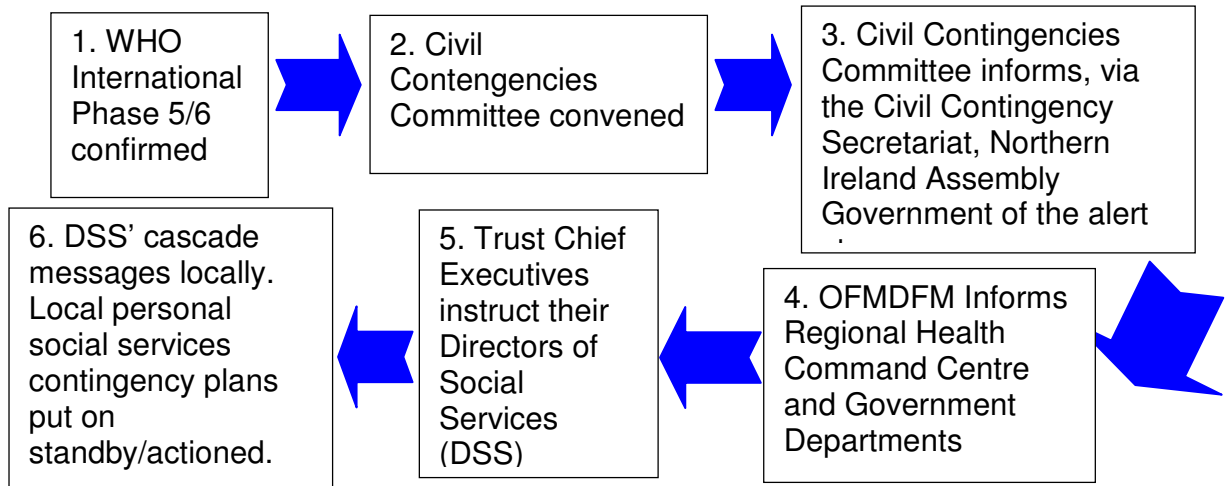 1. WHO
International
Phase 5/6
confirmed
2. Civil
Contengencies
Committee convened
3. Civil Contingencies
Committee informs, via
the Civil Contingency
Secretariat, Northern
Ireland Assembly
Government of the alert
4. OFMDFM Informs
Regional Health
Command Centre
and Government
Departments
5. Trust Chief
Executives
instruct their
Directors of
Social
Services
(DSS)
6. DSS’ cascade
messages locally.
Local personal
social services
contingency plans
put on
standby/actioned.